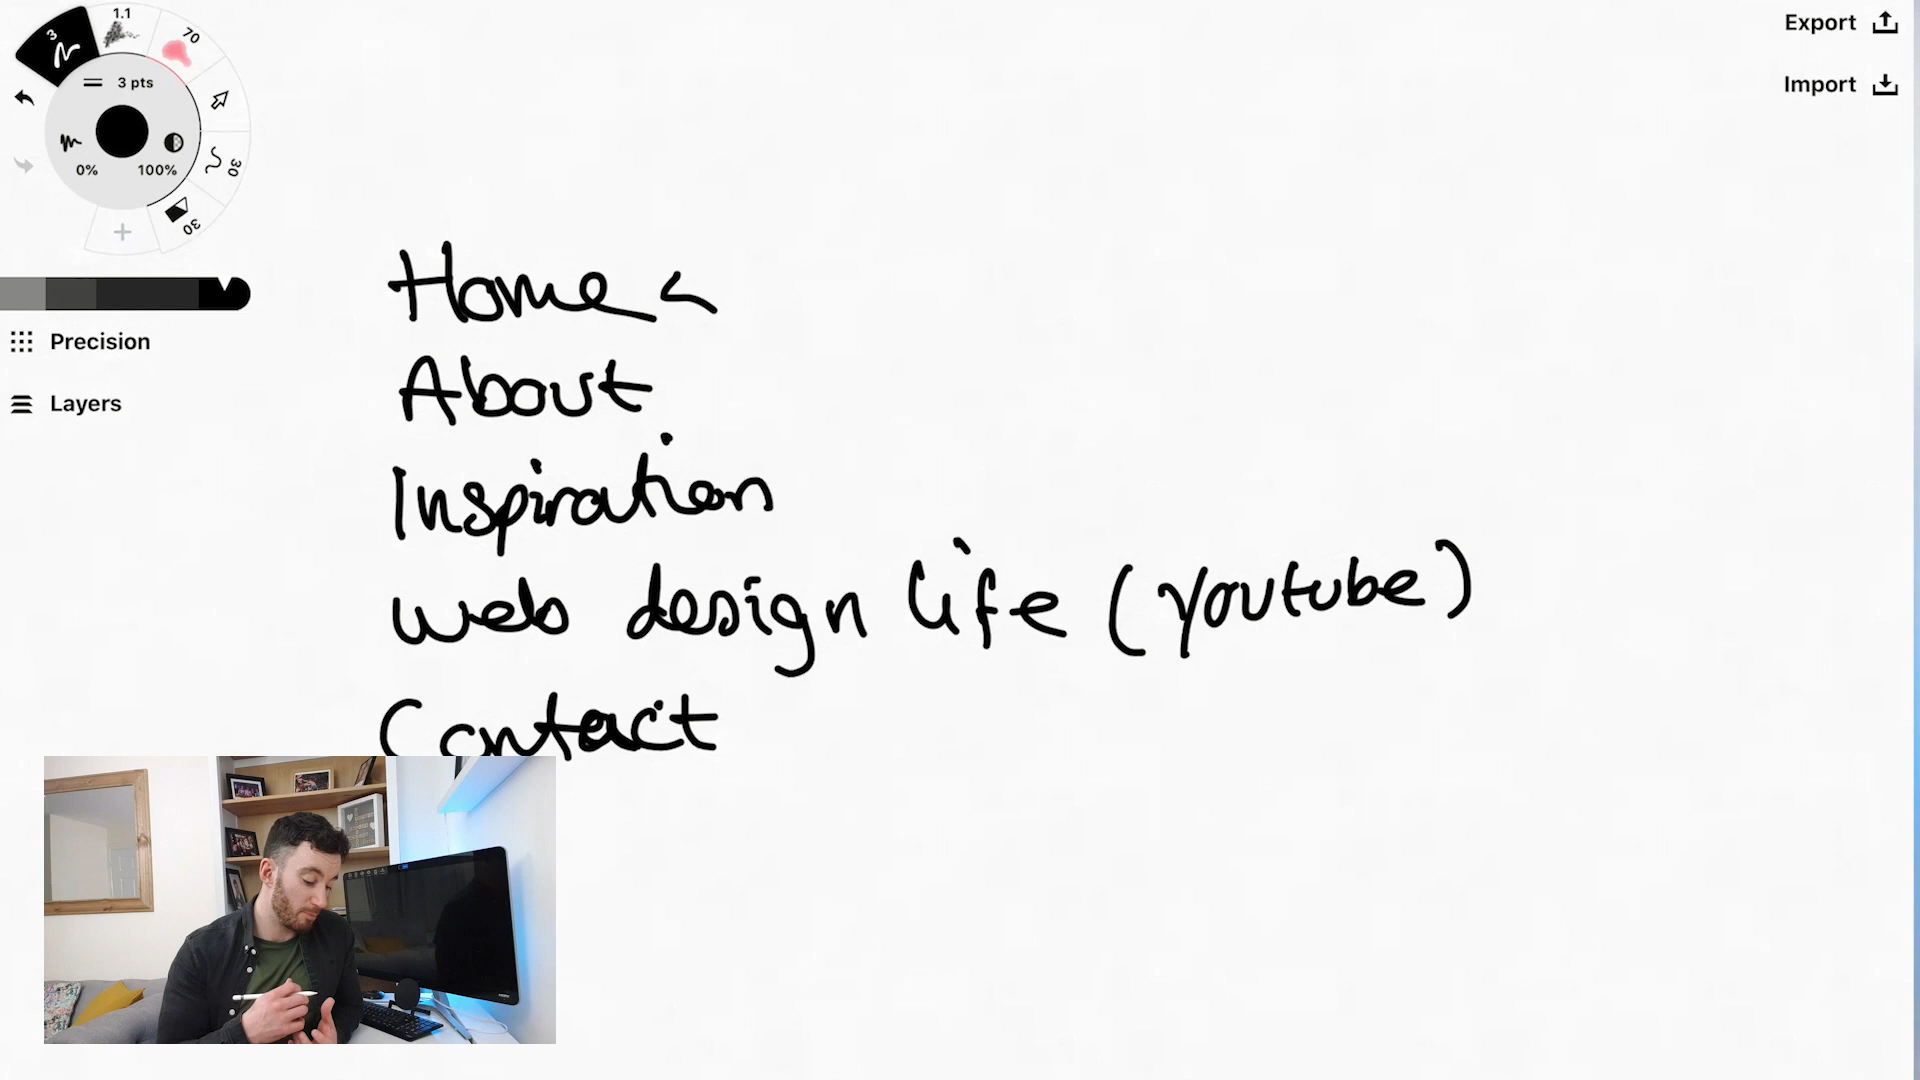 1.1
3
70
3 pts
0%
100%
30
30
Export
Import
Precision
Layers
Home <
About
Inspiration
web design life (youtube)
Contact